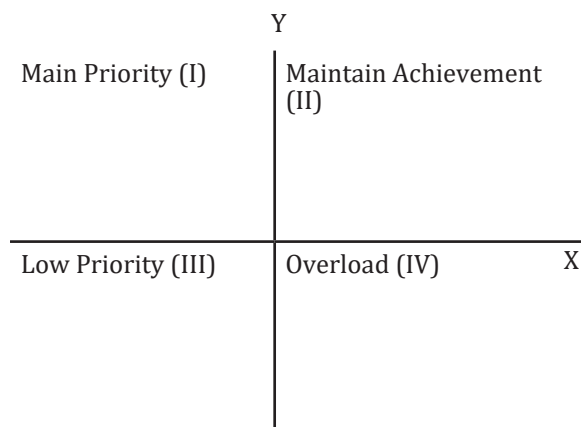 Y
Main Priority (I)
Maintain Achievement
(II)
Low Priority (III)
Overload (IV)
X